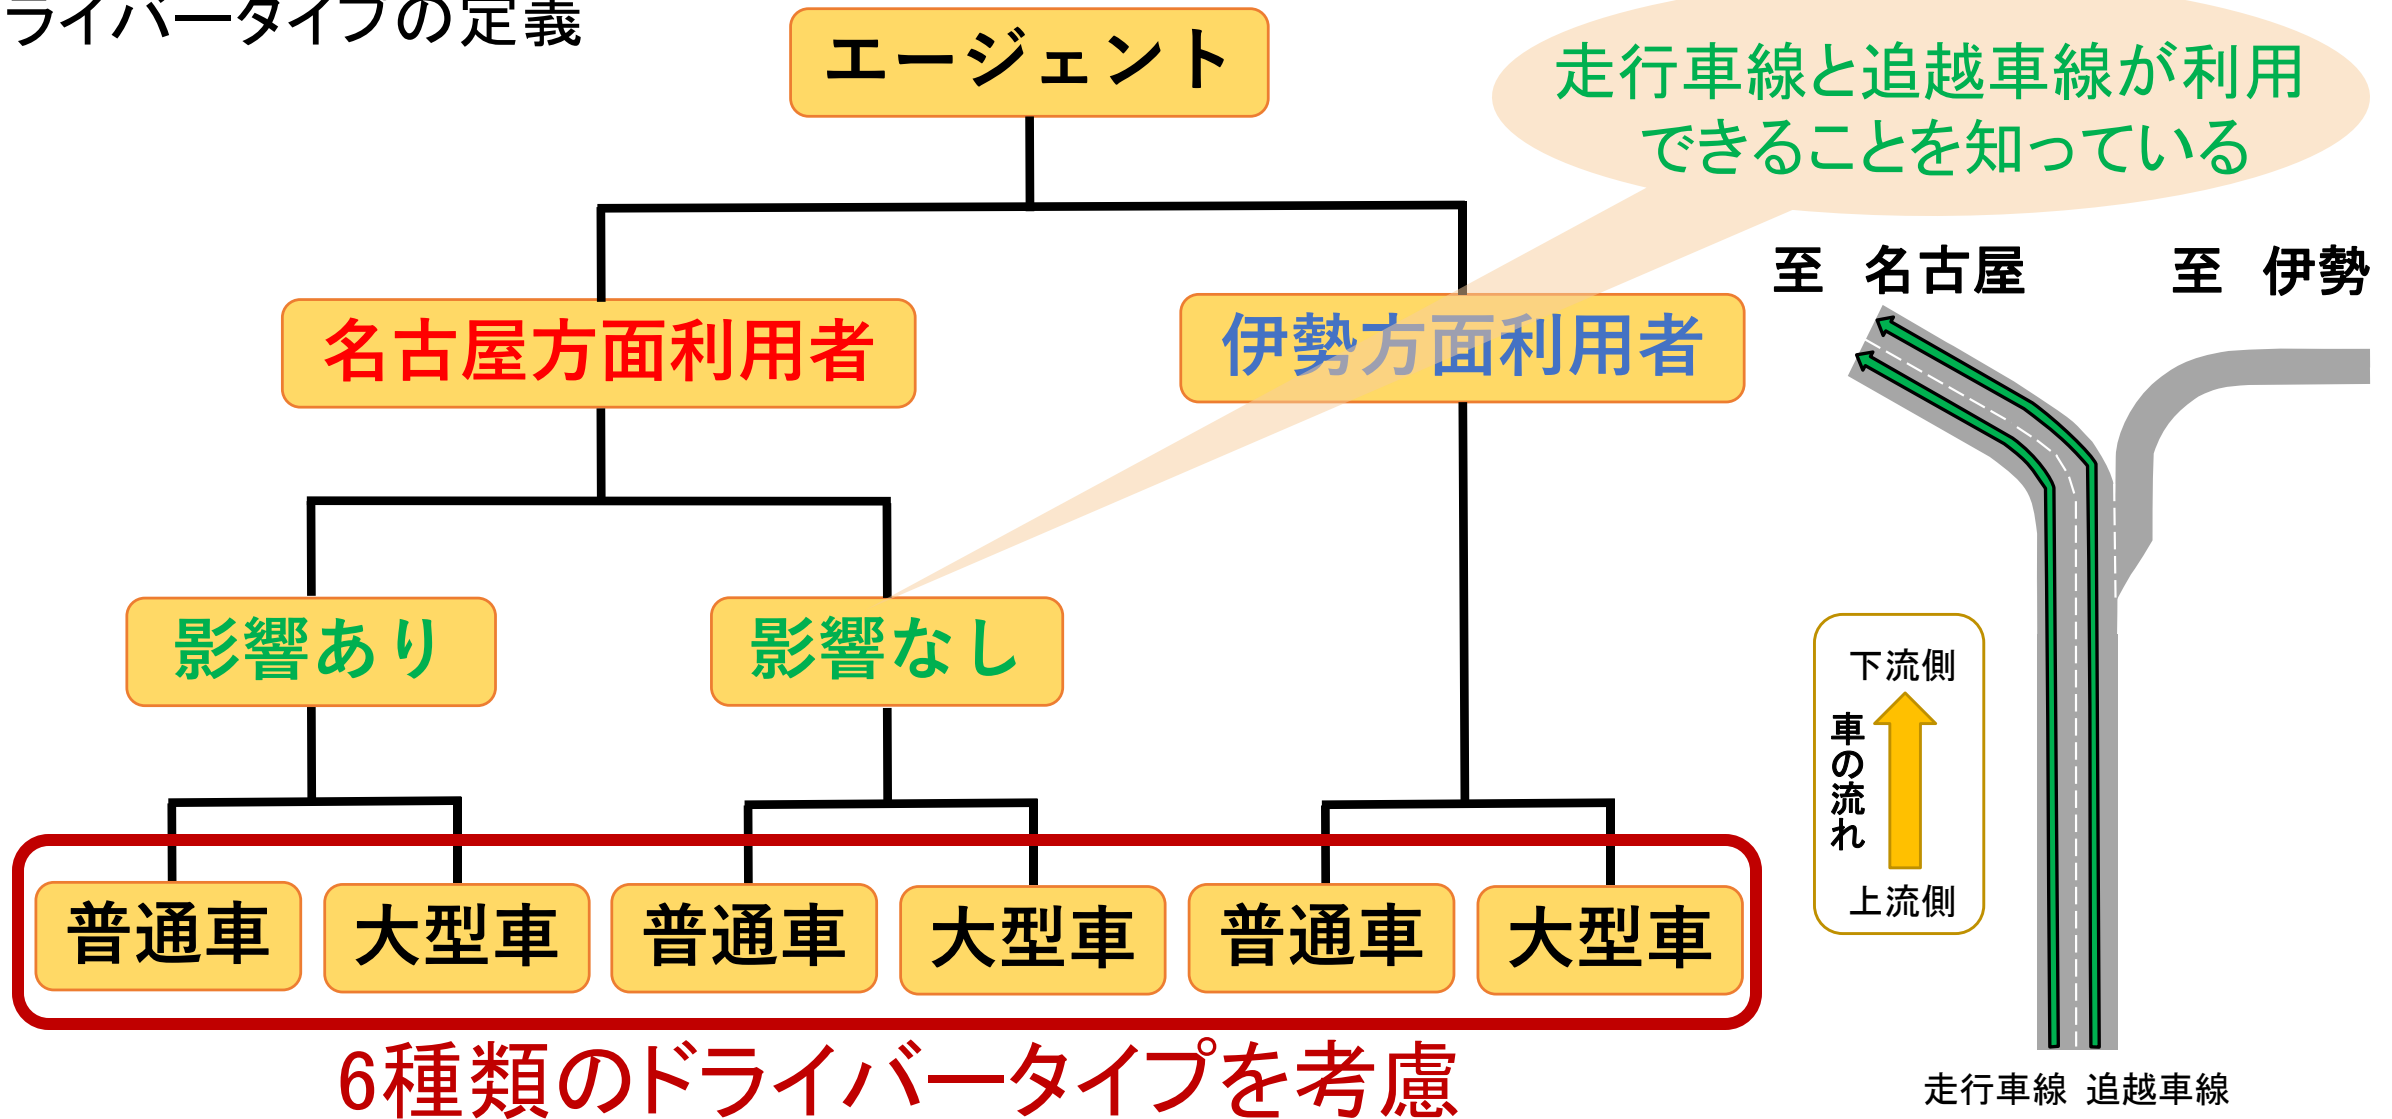 ライバータイプの定義
エージェント
走行車線と追越車線が利用
できることを知っている
至 名古屋
至 伊勢
名古屋方面利用者
伊勢方面利用者
影響あり
影響なし
下流側
車の流れ
上流側
普通車
大型車
普通車
大型車
普通車
大型車
6種類のドライバータイプを考慮
走行車線
追越車線